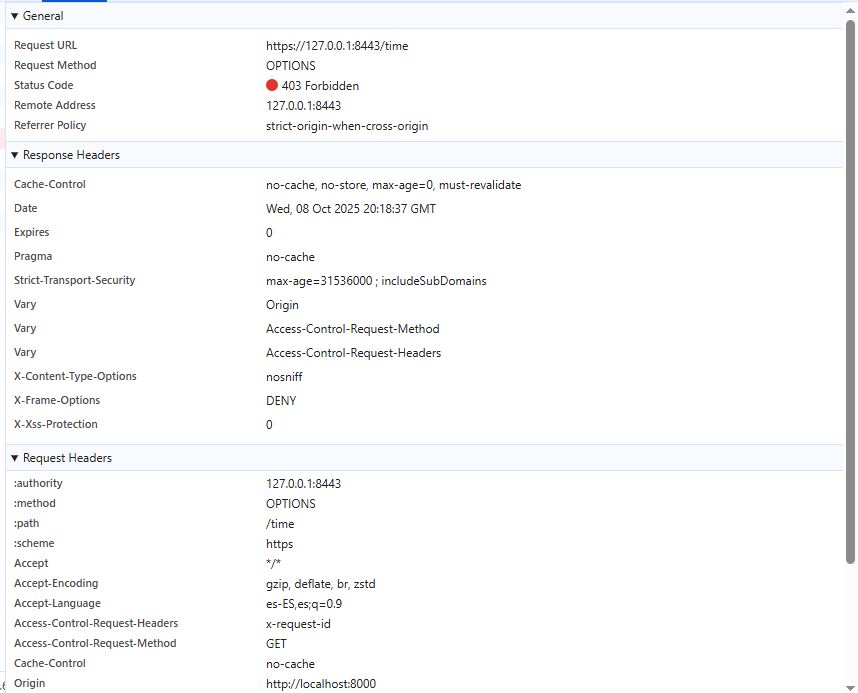 General
Request URL https://127.0.0.1:8443/time
Request Method OPTIONS
Status Code 403 Forbidden
Remote Address 127.0.0.1:8443
Referrer Policy strict-origin-when-cross-origin
Response Headers
Cache-Control no-cache, no-store, max-age=0, must-revalidate
Date Wed, 08 Oct 2025 20:18:37 GMT
Expires 0
Pragma no-cache
Strict-Transport-Security max-age=31536000 ; includeSubDomains
Vary Origin
Vary Access-Control-Request-Method
Vary Access-Control-Request-Headers
X-Content-Type-Options nosniff
X-Frame-Options DENY
X-Xss-Protection 0
Request Headers
:authority 127.0.0.1:8443
:method OPTIONS
:path /time
:scheme https
Accept */*
Accept-Encoding gzip, deflate, br, zstd
Accept-Language es-ES,es;q=0.9
Access-Control-Request-Headers x-request-id
Access-Control-Request-Method GET
Cache-Control no-cache
Origin http://localhost:8000